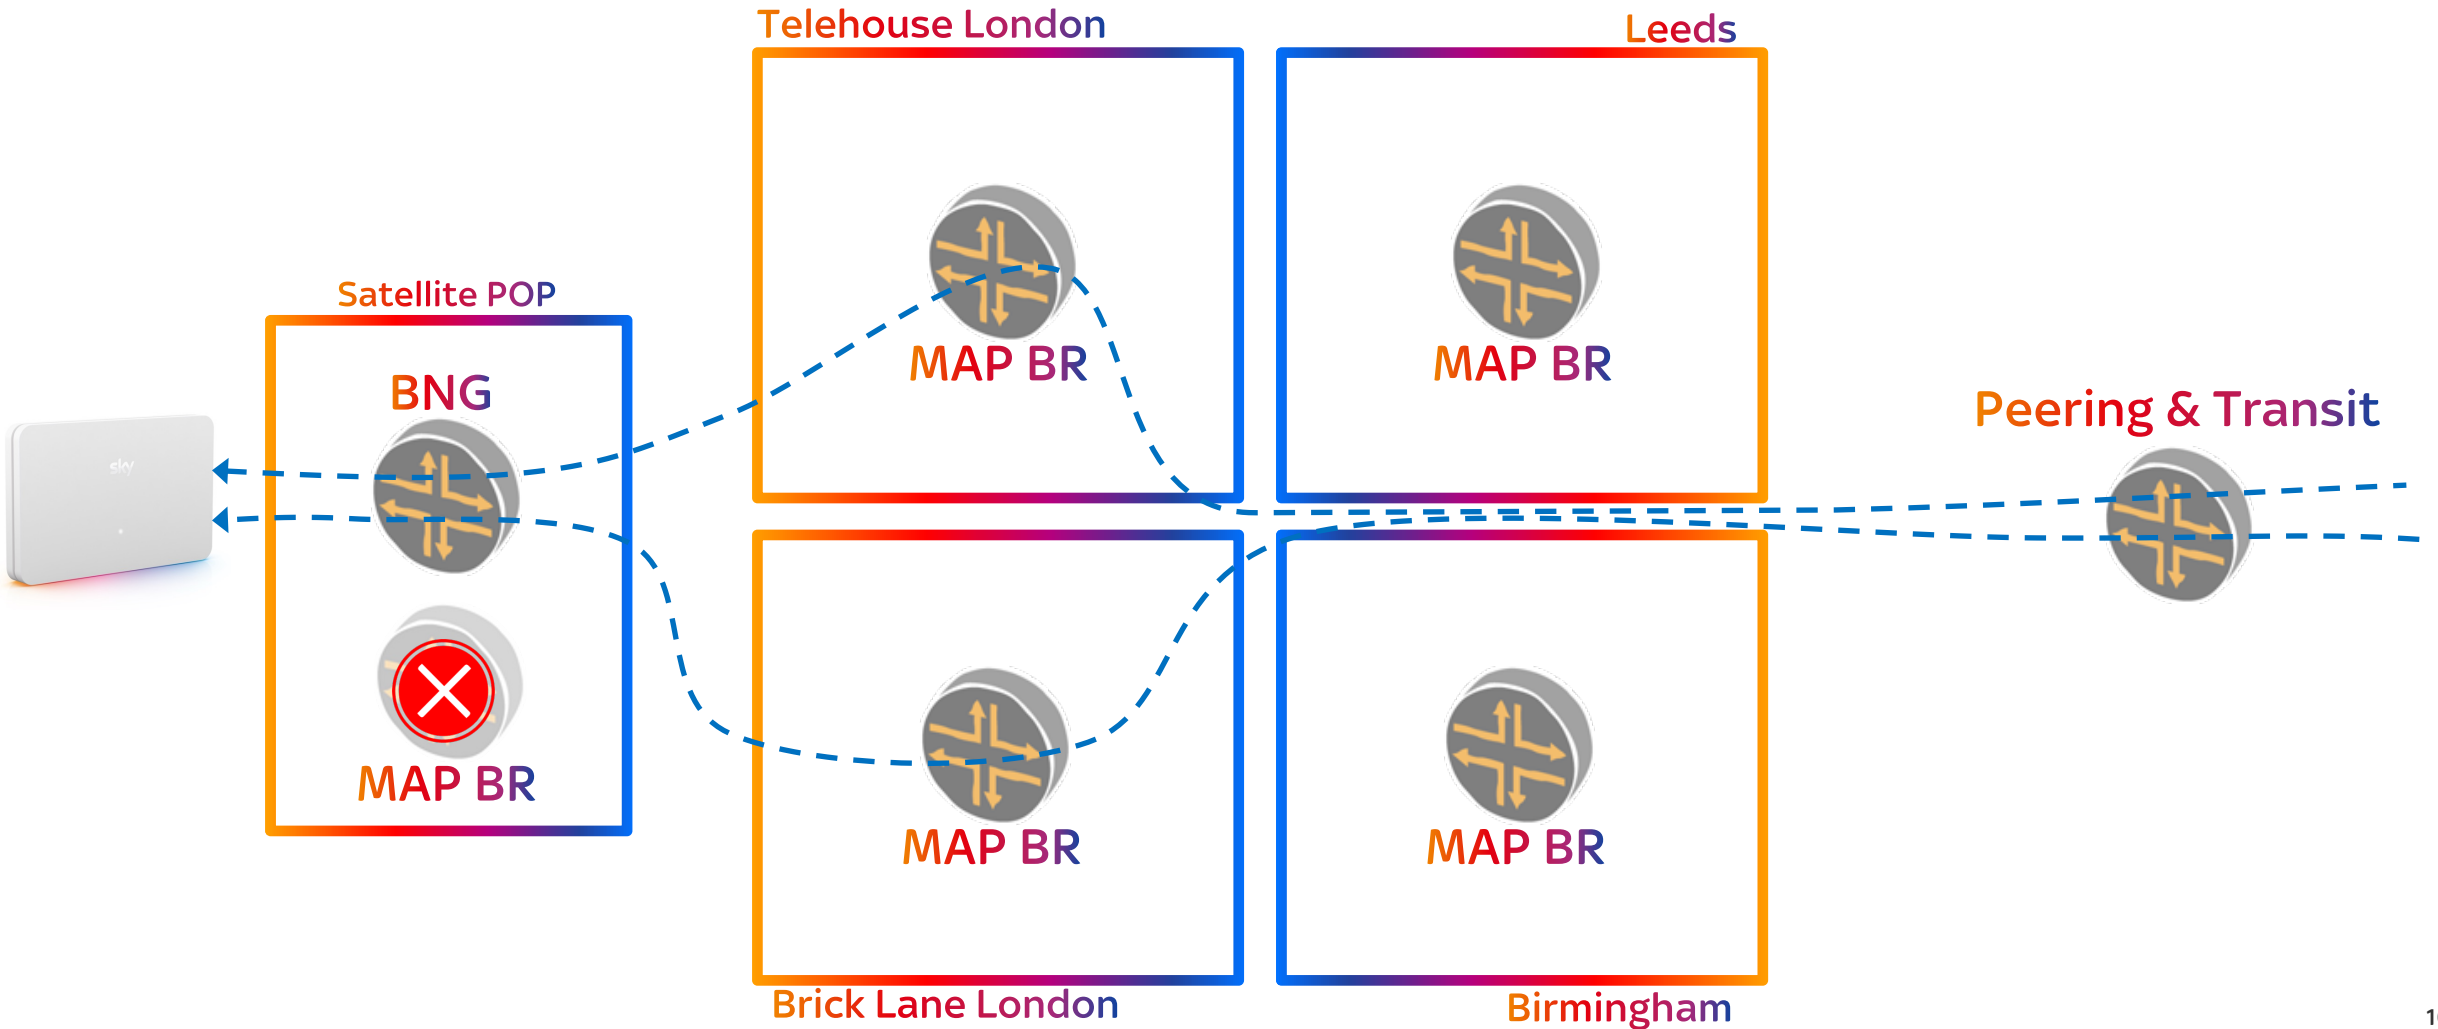 Telehouse London
Leeds
Satellite POP
BNG
sky
MAP BR
MAP BR
MAP BR
Peering & Transit
MAP BR
MAP BR
Brick Lane London
Birmingham